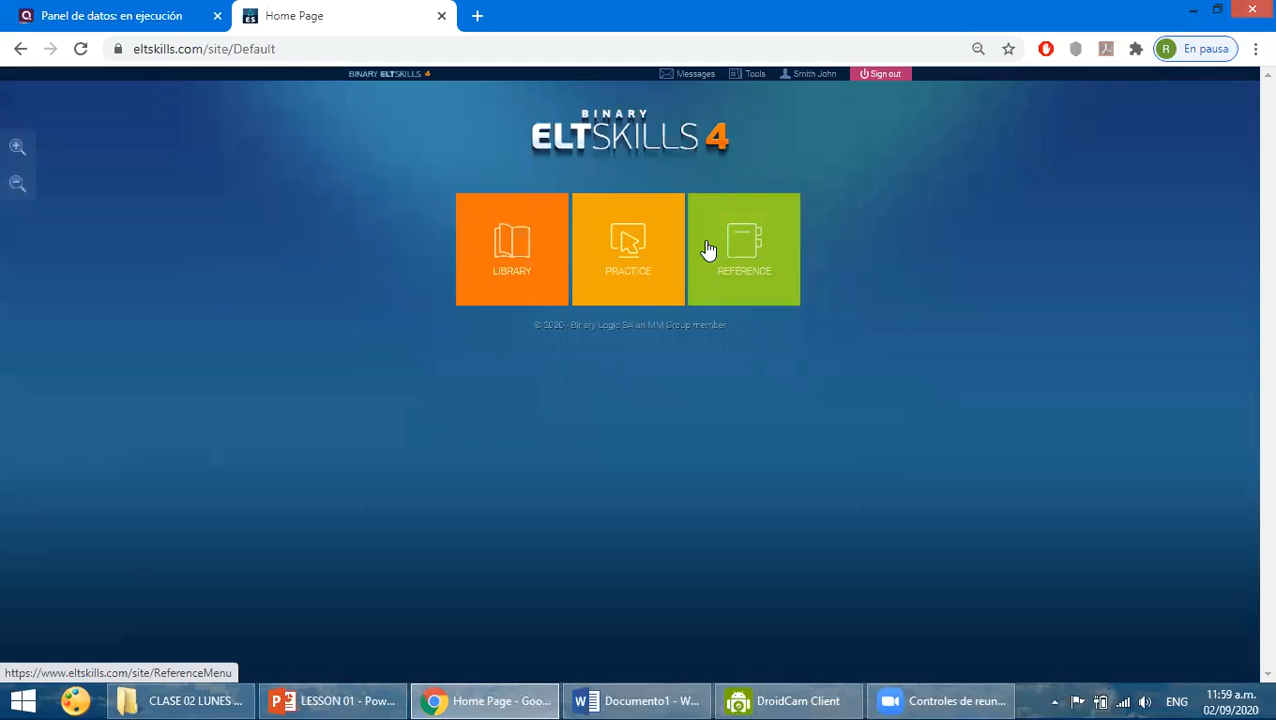 Panel de datos: en ejecución
Home Page
eltskills.com/site/Default
R En pausa
BINARY ELTSKILLS 4
Messages
Tools
Smith John
Sign out
BINARY
ELTSKILLS 4
LIBRARY
PRACTICE
REFERENCE
© 2020 - Binary Logic SA an MM Group member
https://www.eltskills.com/site/ReferenceMenu
CLASE 02 LUNES ...
LESSON 01 - Pow...
Home Page - Goo...
Documento1 - W...
DroidCam Client
Controles de reun...
ENG
11:59 a.m.
02/09/2020